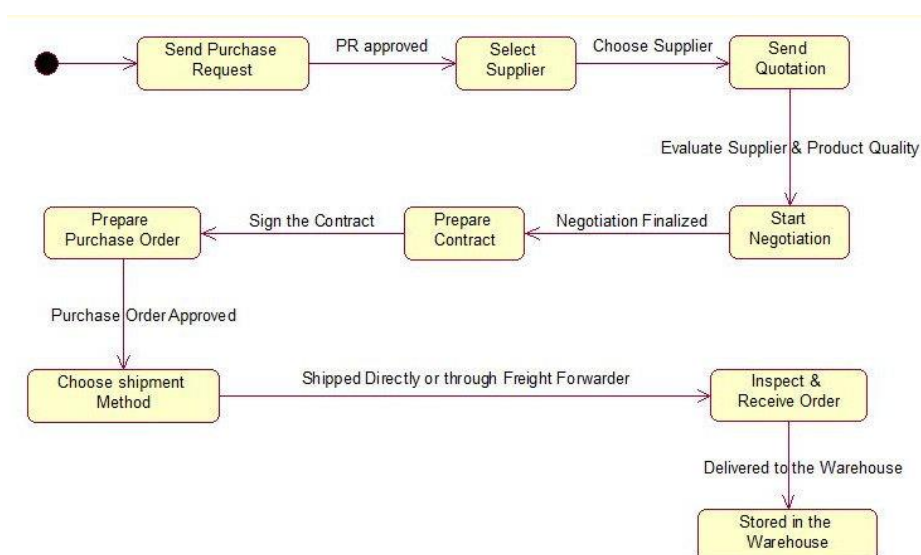 Send Purchase
Request
PR approved
Select
Supplier
Choose Supplier
Send
Quotation
Evaluate Supplier & Product Quality
Start
Negotiation
Negotiation Finalized
Prepare
Contract
Sign the Contract
Prepare
Purchase Order
Purchase Order Approved
Choose shipment
Method
Shipped Directly or through Freight Forwarder
Inspect &
Receive Order
Delivered to the Warehouse
Stored in the
Warehouse